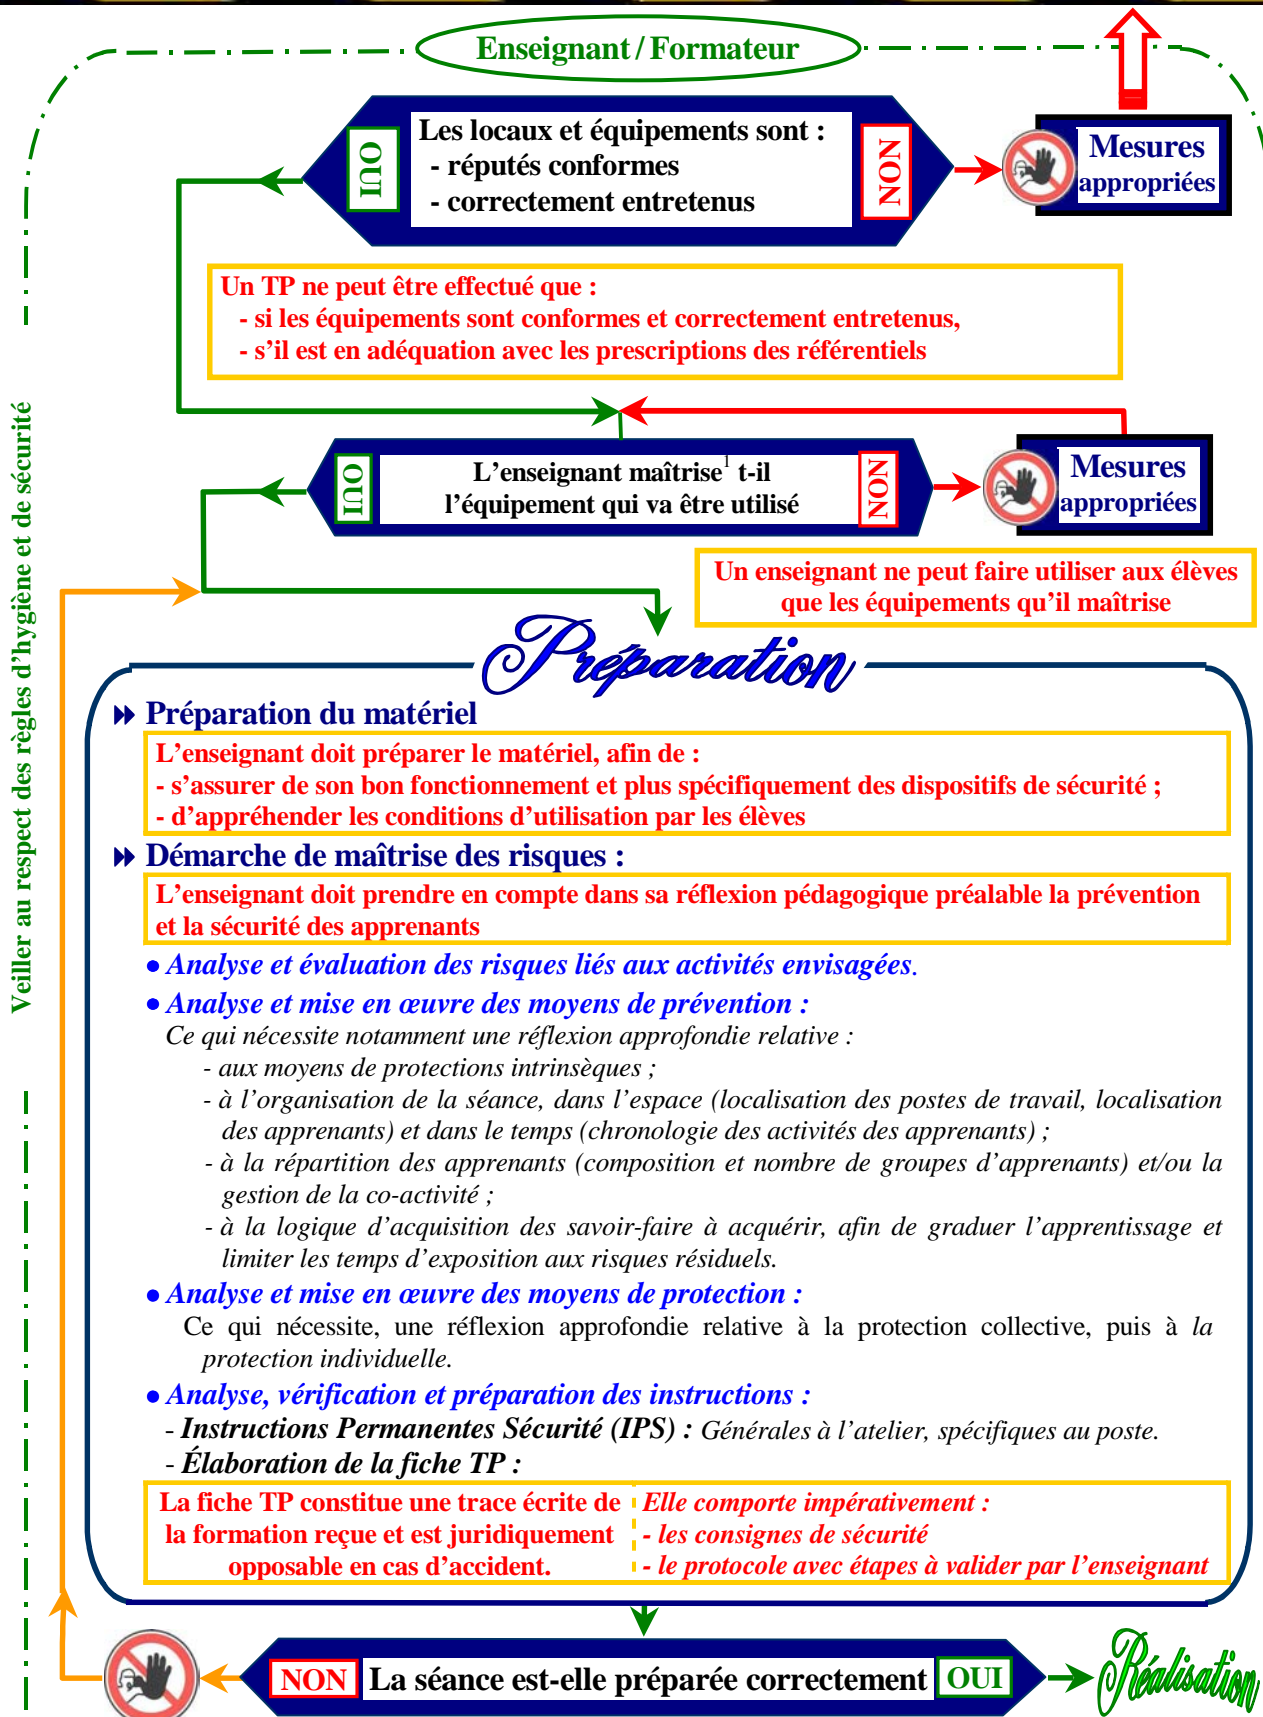 Enseignant / Formateur
Les locaux et équipements sont :
- réputés conformes
- correctement entretenus
OUI
NON
Mesures
appropriées
Un TP ne peut être effectué que :
- si les équipements sont conformes et correctement entretenus,
- s’il est en adéquation avec les prescriptions des référentiels
OUI
L’enseignant maîtrise1 t-il
l’équipement qui va être utilisé
NON
Mesures
appropriées
Un enseignant ne peut faire utiliser aux élèves
que les équipements qu’il maîtrise
Veiller au respect des règles d’hygiène et de sécurité
Préparation
Préparation du matériel
L’enseignant doit préparer le matériel, afin de :
- s’assurer de son bon fonctionnement et plus spécifiquement des dispositifs de sécurité ;
- d’appréhender les conditions d’utilisation par les élèves
Démarche de maîtrise des risques :
L’enseignant doit prendre en compte dans sa réflexion pédagogique préalable la prévention
et la sécurité des apprenants
• Analyse et évaluation des risques liés aux activités envisagées.
• Analyse et mise en œuvre des moyens de prévention :
Ce qui nécessite notamment une réflexion approfondie relative :
- aux moyens de protections intrinsèques ;
- à l’organisation de la séance, dans l’espace (localisation des postes de travail, localisation
des apprenants) et dans le temps (chronologie des activités des apprenants) ;
- à la répartition des apprenants (composition et nombre de groupes d’apprenants) et/ou la
gestion de la co-activité ;
- à la logique d’acquisition des savoir-faire à acquérir, afin de graduer l’apprentissage et
limiter les temps d’exposition aux risques résiduels.
• Analyse et mise en œuvre des moyens de protection :
Ce qui nécessite, une réflexion approfondie relative à la protection collective, puis à la
protection individuelle.
• Analyse, vérification et préparation des instructions :
- Instructions Permanentes Sécurité (IPS) : Générales à l’atelier, spécifiques au poste.
- Élaboration de la fiche TP :
La fiche TP constitue une trace écrite de
la formation reçue et est juridiquement
opposable en cas d’accident.
Elle comporte impérativement :
- les consignes de sécurité
- le protocole avec étapes à valider par l’enseignant
NON
La séance est-elle préparée correctement
OUI
Réalisation